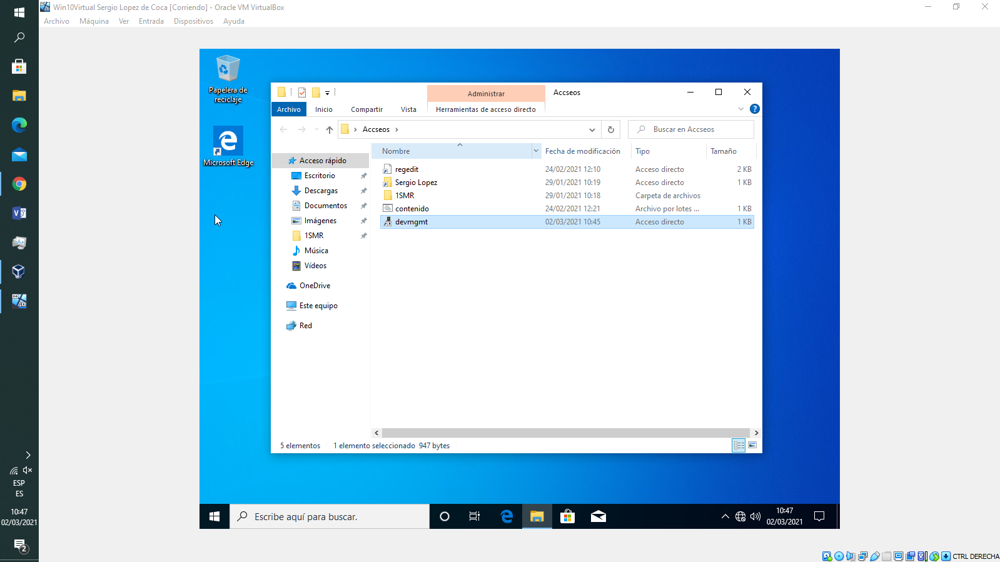 Win10Virtual Sergio Lopez de Coca [Corriendo] - Oracle VM VirtualBox
Archivo Máquina Ver Entrada Dispositivos Ayuda
Papelera de
reciclaje
Microsoft Edge
Administrar Accseos
Archivo Inicio Compartir Vista Herramientas de acceso directo
Accseos
Buscar en Accseos
Nombre Fecha de modificación Tipo Tamaño
Acceso rápido
Escritorio
Descargas
Documentos
Imágenes
1SMR
Música
Vídeos
OneDrive
Este equipo
Red
regedit 24/02/2021 12:10 Acceso directo 2 KB
Sergio Lopez 29/01/2021 10:19 Acceso directo 1 KB
1SMR 29/01/2021 10:18 Carpeta de archivos
contenido 24/02/2021 12:21 Archivo por lotes ... 1 KB
devmgmt 02/03/2021 10:45 Acceso directo 1 KB
5 elementos 1 elemento seleccionado 947 bytes
Escribe aquí para buscar.
10:47
02/03/2021
ESP
ES
10:47
02/03/2021
2
CTRL DERECHA